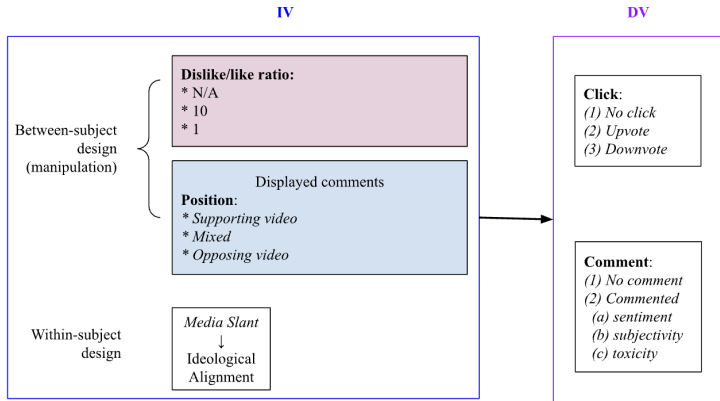 IV
Between-subject
design
(manipulation)
Dislike/like ratio:
* N/A
* 10
* 1
Displayed comments
Position:
* Supporting video
* Mixed
* Opposing video
Within-subject
design
Media Slant
↓
Ideological
Alignment
DV
Click:
(1) No click
(2) Upvote
(3) Downvote
Comment:
(1) No comment
(2) Commented
(a) sentiment
(b) subjectivity
(c) toxicity